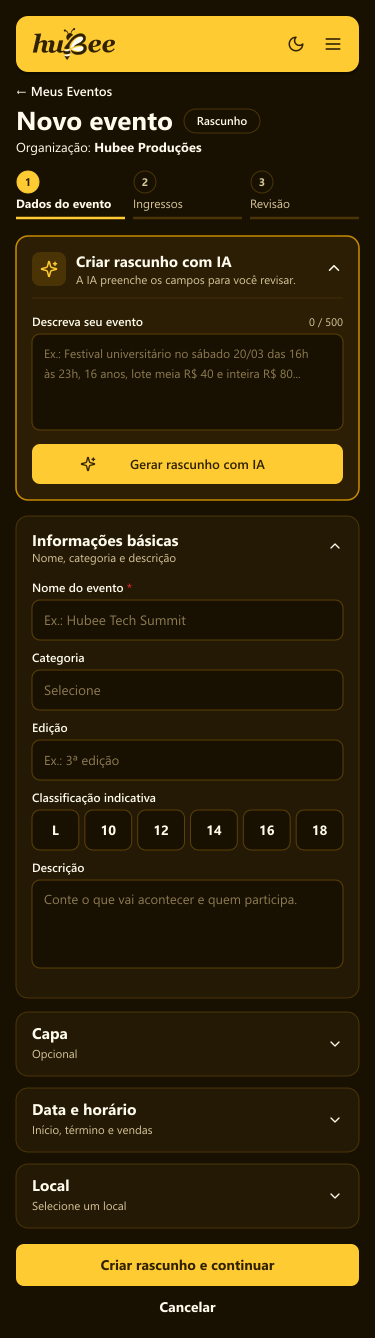 huBee
← Meus Eventos
Novo evento
Rascunho
Organização: Hubee Produções
1
2
3
Dados do evento
Ingressos
Revisão
Criar rascunho com IA
A IA preenche os campos para você revisar.
Descreva seu evento
0 / 500
Ex.: Festival universitário no sábado 20/03 das 16h
às 23h, 16 anos, lote meia R$ 40 e inteira R$ 80...
Gerar rascunho com IA
Informações básicas
Nome, categoria e descrição
Nome do evento *
Ex.: Hubee Tech Summit
Categoria
Selecione
Edição
Ex.: 3ª edição
Classificação indicativa
L
10
12
14
16
18
Descrição
Conte o que vai acontecer e quem participa.
Capa
Opcional
Data e horário
Início, término e vendas
Local
Selecione um local
Criar rascunho e continuar
Cancelar